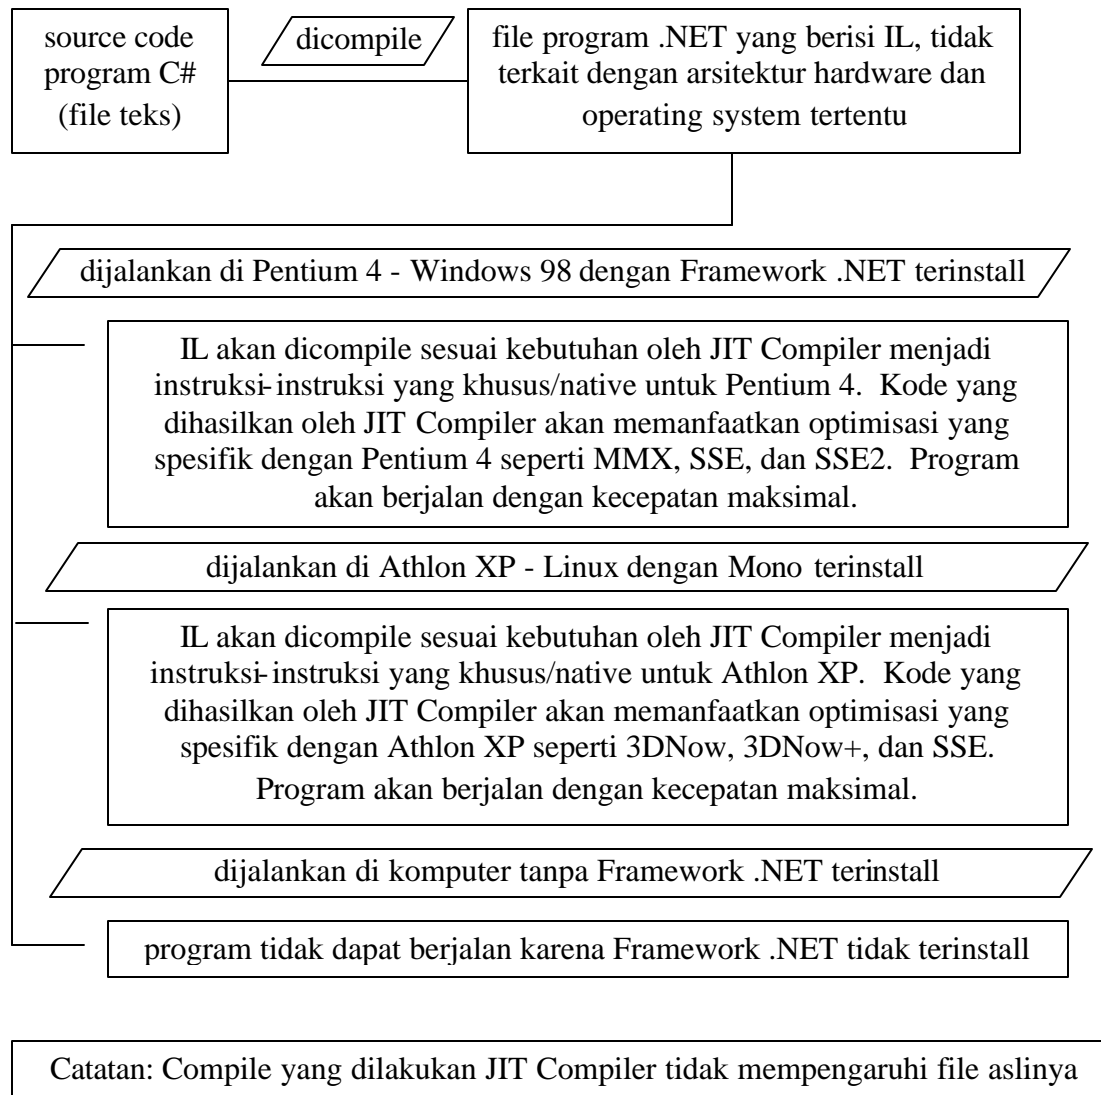 source code
program C#
(file teks)
dicompile
file program .NET yang berisi IL, tidak
terkait dengan arsitektur hardware dan
operating system tertentu
dijalankan di Pentium 4 - Windows 98 dengan Framework .NET terinstall
IL akan dicompile sesuai kebutuhan oleh JIT Compiler menjadi
instruksi-instruksi yang khusus/native untuk Pentium 4.  Kode yang
dihasilkan oleh JIT Compiler akan memanfaatkan optimisasi yang
spesifik dengan Pentium 4 seperti MMX, SSE, dan SSE2.  Program
akan berjalan dengan kecepatan maksimal.
dijalankan di Athlon XP - Linux dengan Mono terinstall
IL akan dicompile sesuai kebutuhan oleh JIT Compiler menjadi
instruksi-instruksi yang khusus/native untuk Athlon XP.  Kode yang
dihasilkan oleh JIT Compiler akan memanfaatkan optimisasi yang
spesifik dengan Athlon XP seperti 3DNow, 3DNow+, dan SSE.
Program akan berjalan dengan kecepatan maksimal.
dijalankan di komputer tanpa Framework .NET terinstall
program tidak dapat berjalan karena Framework .NET tidak terinstall
Catatan: Compile yang dilakukan JIT Compiler tidak mempengaruhi file aslinya